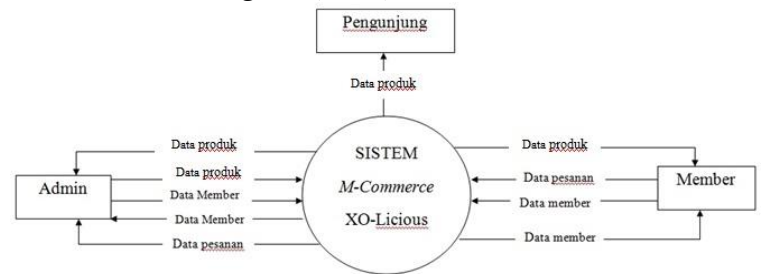 Pengunjung
Data produk
Data produk
Data produk
Data Member
Data Member
Data pesanan
Admin
SISTEM
M-Commerce
XO-Licious
Data produk
Data pesanan
Data member
Data member
Member